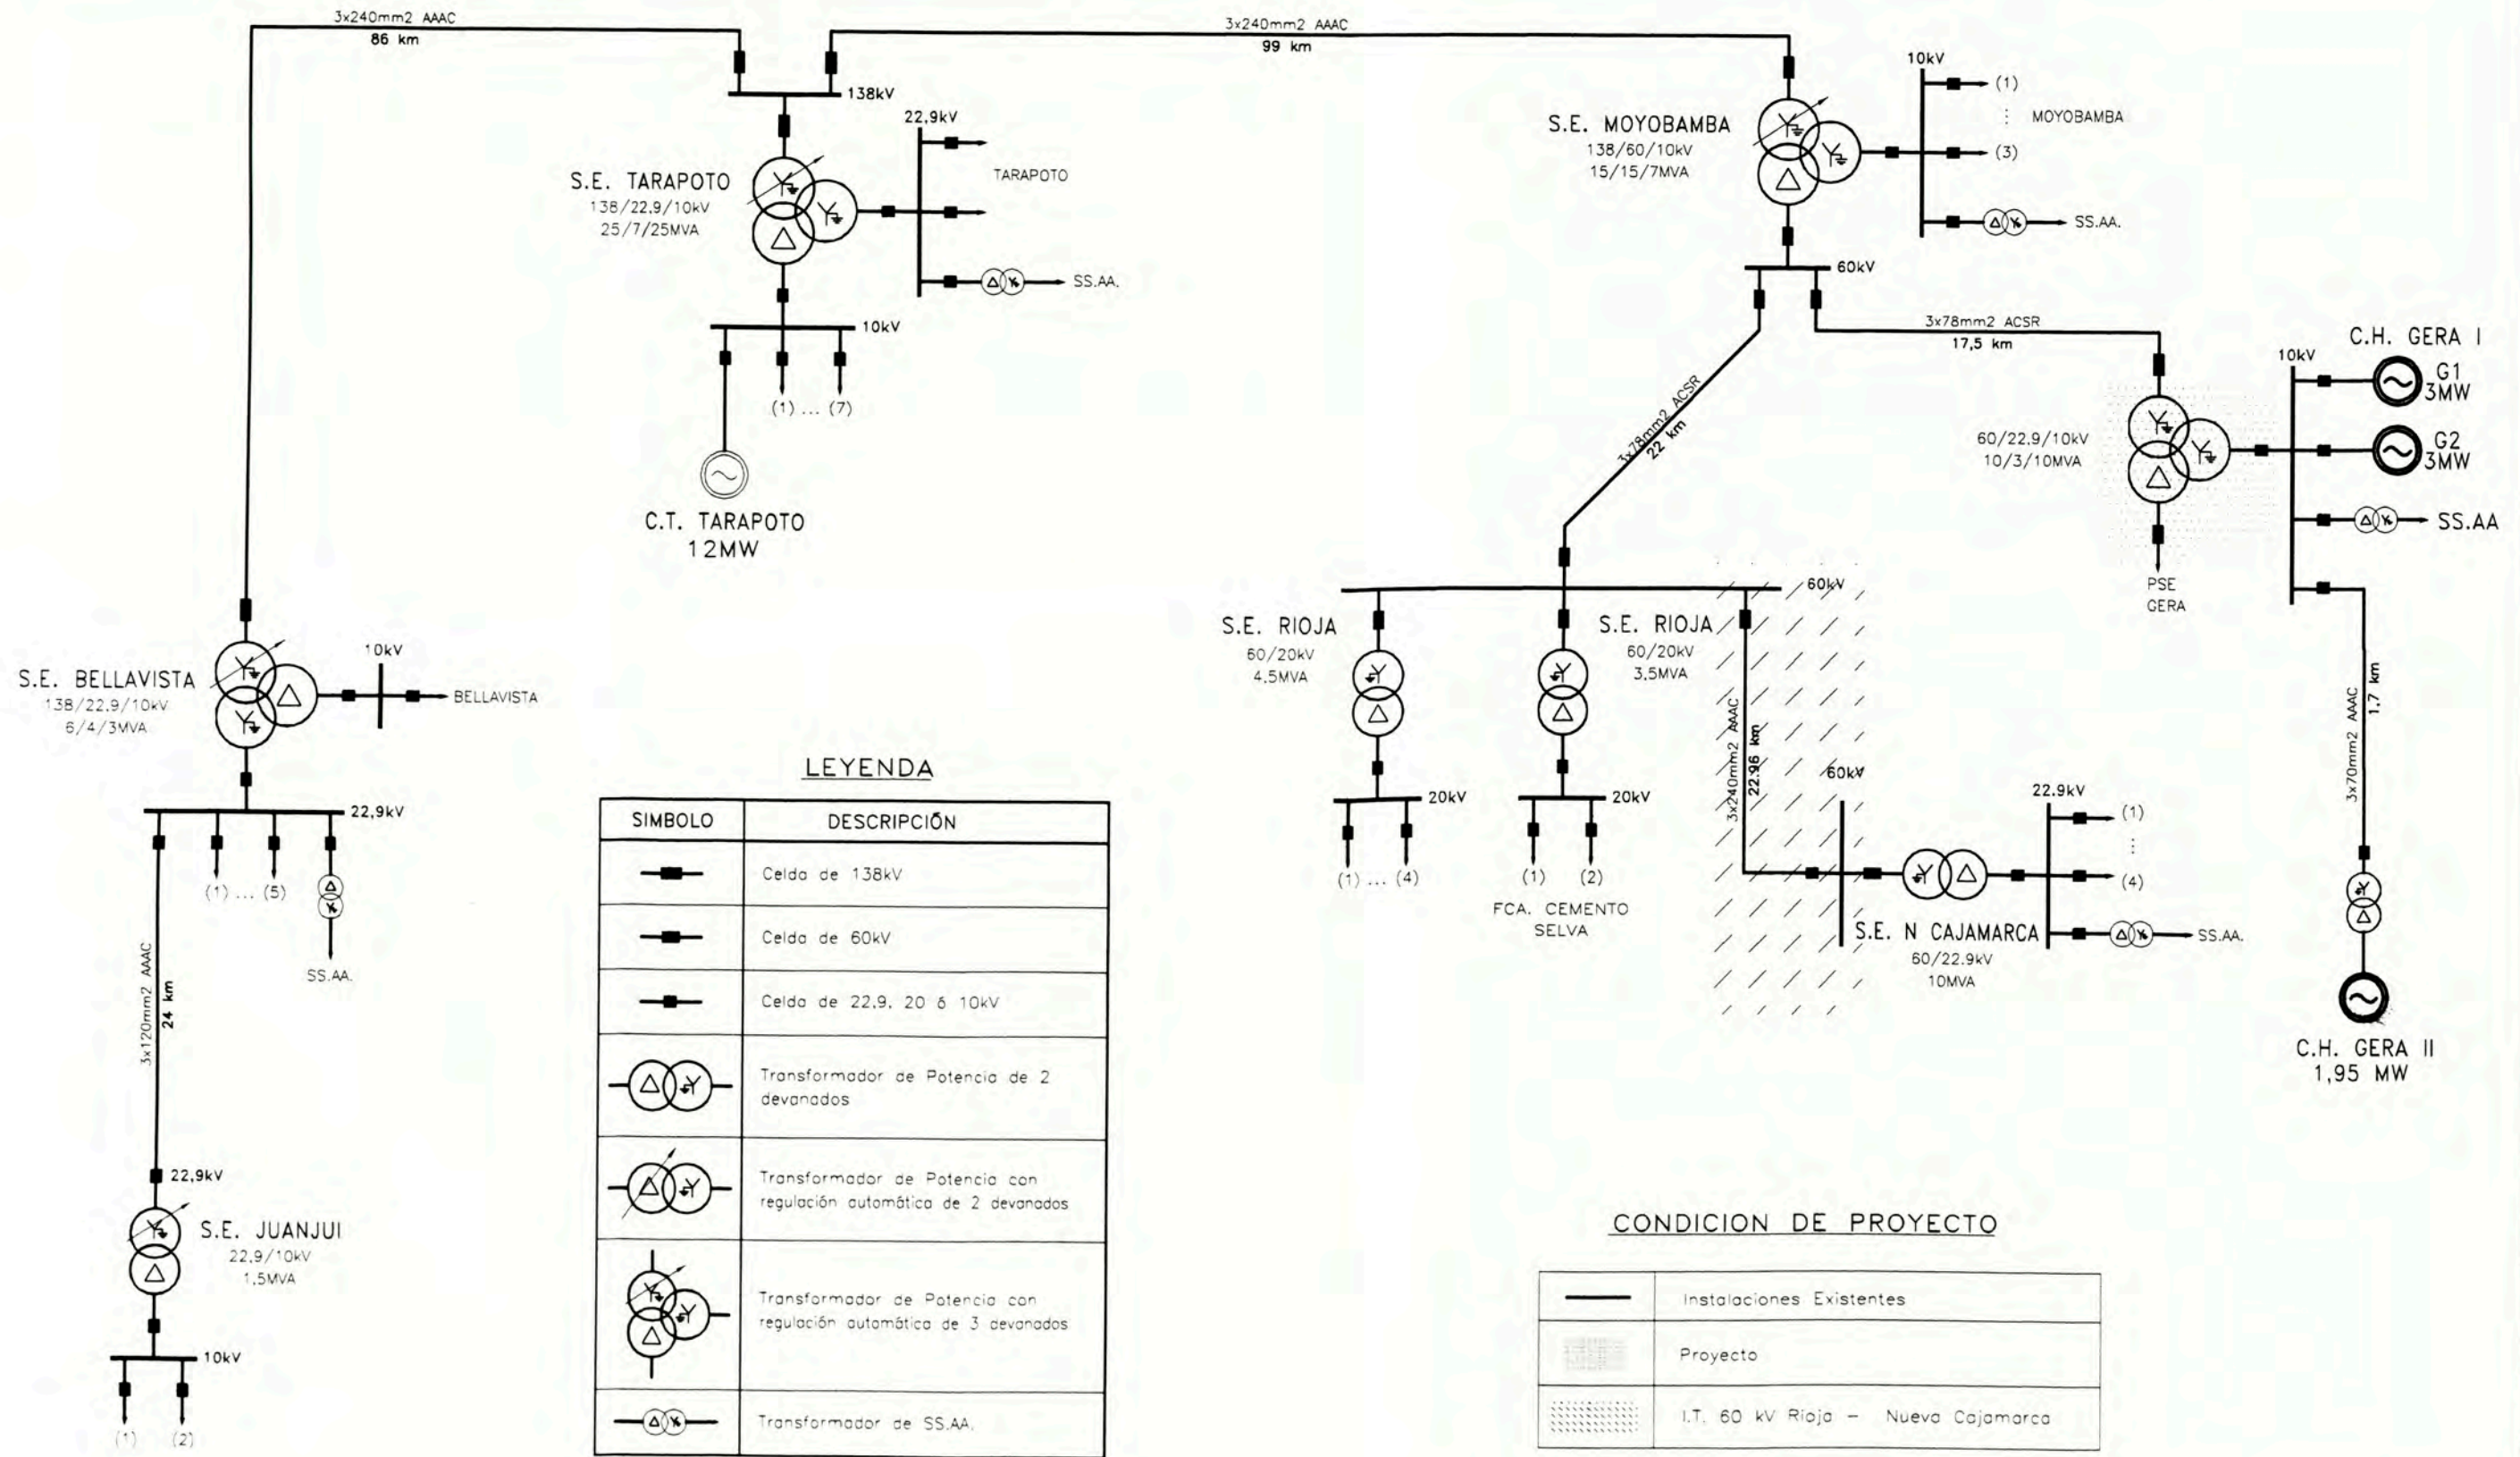 3x240mm2 AAAC
86 km
3x240mm2 AAAC
99 km
138kV
22,9kV
TARAPOTO
SS.AA.
S.E. TARAPOTO
138/22.9/10kV
25/7/25MVA
10kV
(1) ... (7)
C.T. TARAPOTO
12MW
S.E. MOYOBAMBA
138/60/10kV
15/15/7MVA
10kV
(1)
⋮ MOYOBAMBA
(3)
SS.AA.
60kV
3x78mm2 ACSR
17,5 km
3x78mm2 ACSR
22 km
60/22,9/10kV
10/3/10MVA
PSE
GERA
10kV
C.H. GERA I
G1
3MW
G2
3MW
SS.AA
3x70mm2 AAAC
1,7 km
C.H. GERA II
1,95 MW
60kV
S.E. RIOJA
60/20kV
4.5MVA
S.E. RIOJA
60/20kV
3,5MVA
20kV
(1) ... (4)
20kV
(1) (2)
FCA. CEMENTO
SELVA
3x240mm2 AAAC
22.96 km
60kV
S.E. N CAJAMARCA
60/22.9kV
10MVA
22.9kV
(1)
⋮
(4)
SS.AA.
S.E. BELLAVISTA
138/22,9/10kV
6/4/3MVA
10kV
BELLAVISTA
22,9kV
(1) ... (5)
SS.AA.
3x120mm2 AAAC
24 km
22,9kV
S.E. JUANJUI
22,9/10kV
1,5MVA
10kV
(1) (2)
LEYENDA
SIMBOLO DESCRIPCIÓN
Celda de 138kV
Celda de 60kV
Celda de 22,9, 20 ó 10kV
Transformador de Potencia de 2
devanados
Transformador de Potencia con
regulación automática de 2 devanados
Transformador de Potencia con
regulación automática de 3 devanados
Transformador de SS.AA.
CONDICION DE PROYECTO
Instalaciones Existentes
Proyecto
I.T. 60 kV Rioja – Nueva Cajamarca